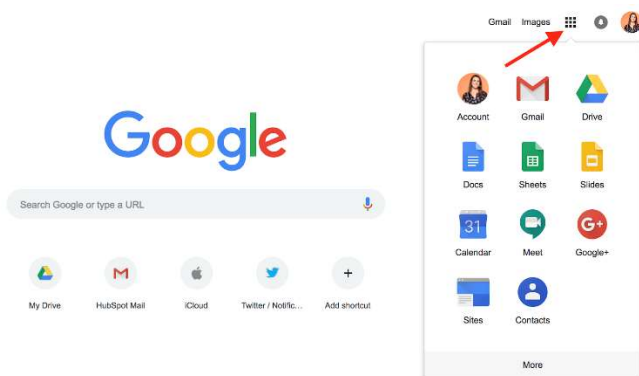 Gmail Images
Google
Search Google or type a URL
My Drive HubSpot Mail iCloud Twitter / Notific... Add shortcut
Account Gmail Drive
Docs Sheets Slides
31 G+
Calendar Meet Google+
Sites Contacts
More